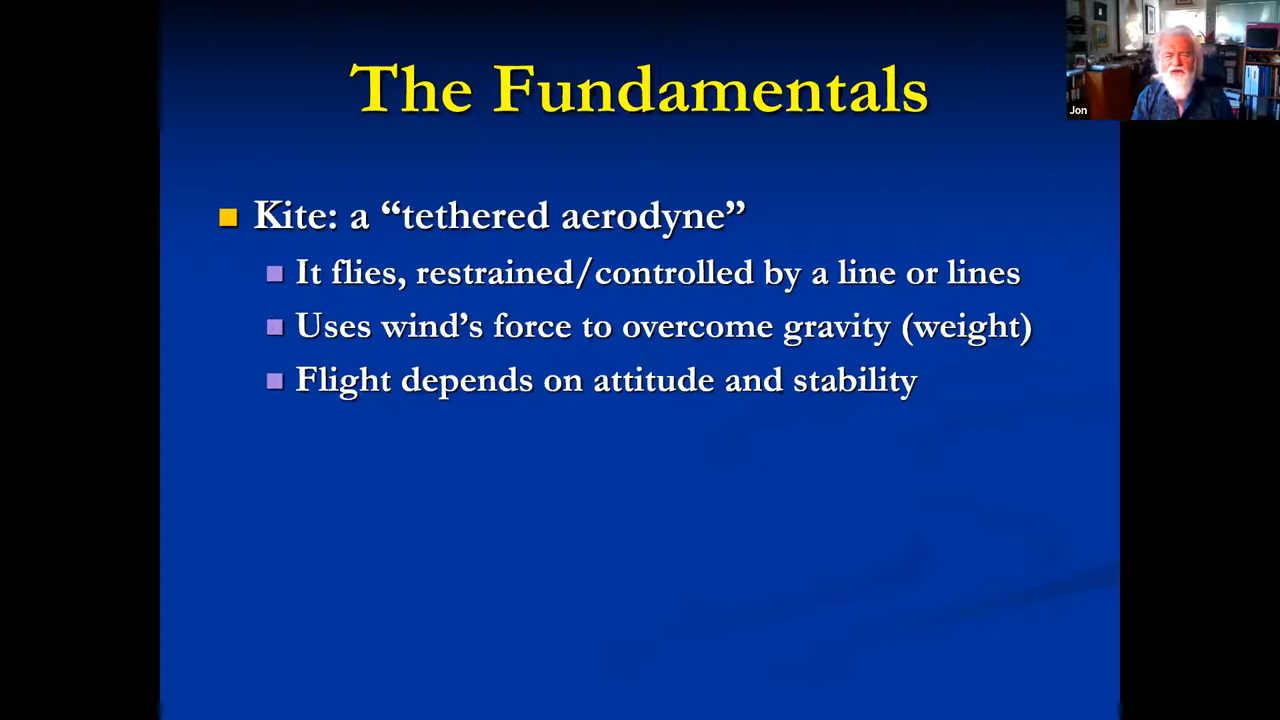 The Fundamentals
Jon
Kite: a “tethered aerodyne”
It flies, restrained/controlled by a line or lines
Uses wind’s force to overcome gravity (weight)
Flight depends on attitude and stability